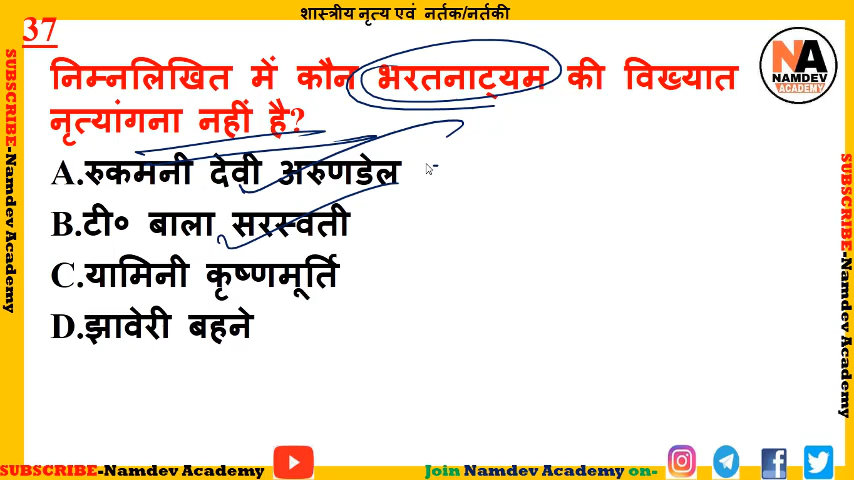 शास्त्रीय नृत्य एवं नर्तक/नर्तकी
37
निम्नलिखित में कौन भरतनाट्यम की विख्यात
नृत्यांगना नहीं है?
A.रुकमनी देवी अरुणडेल
B.टी० बाला सरस्वती
C.यामिनी कृष्णमूर्ति
D.झावेरी बहने
NA
NAMDEV
ACADEMY
SUBSCRIBE-Namdev Academy
SUBSCRIBE-Namdev Academy
SUBSCRIBE-Namdev Academy
Join Namdev Academy on-